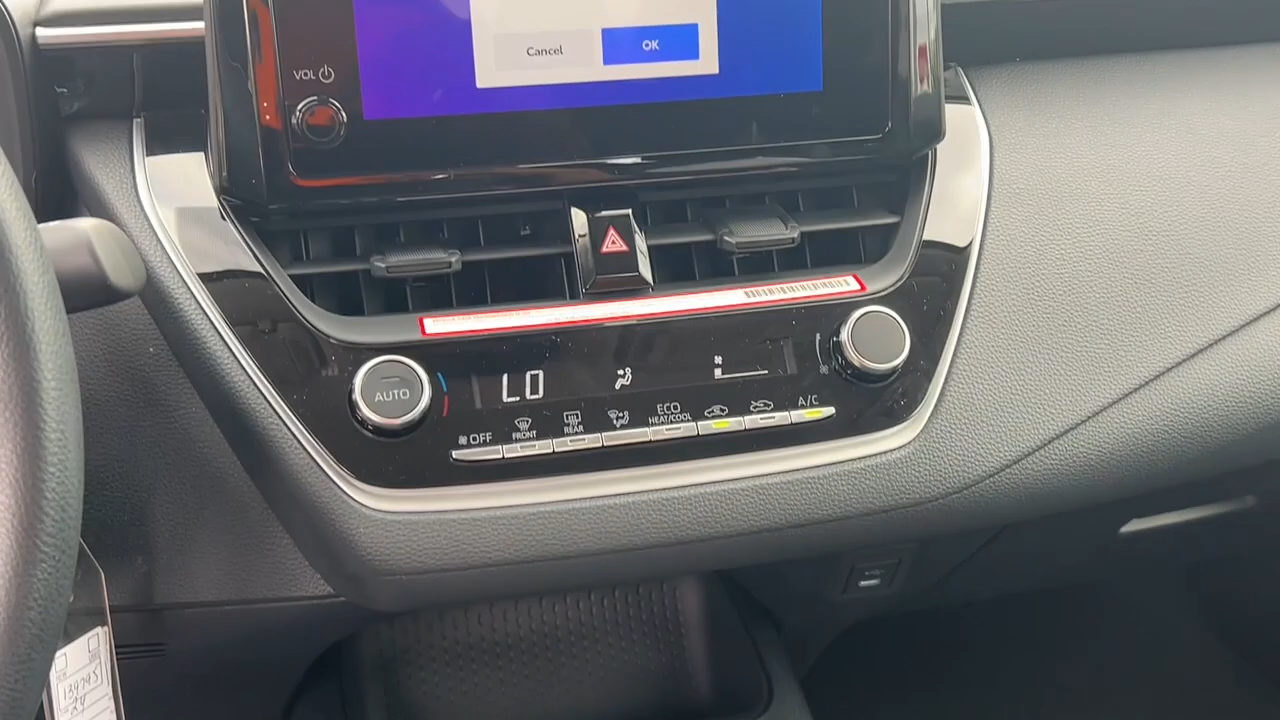 Cancel
OK
VOL
AUTO
LO
OFF
FRONT
REAR
ECO
HEAT/COOL
A/C